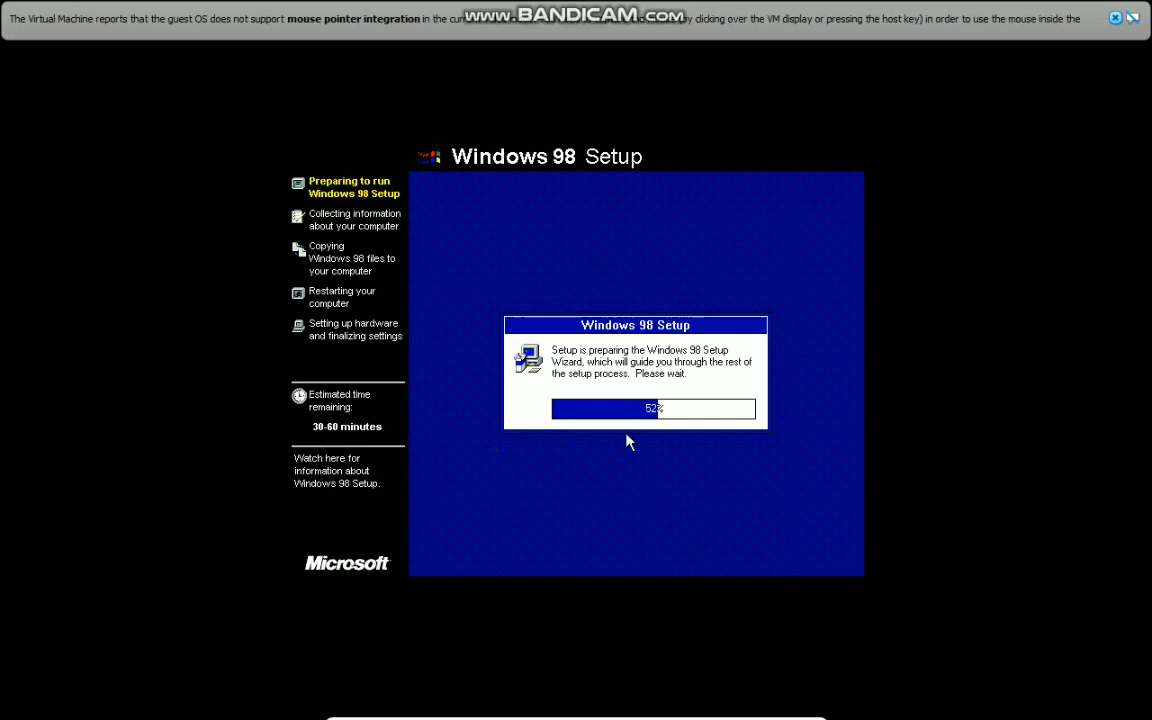 The Virtual Machine reports that the guest OS does not support mouse pointer integration in the cur by clicking over the VM display or pressing the host key) in order to use the mouse inside the
www.BANDICAM.com
Windows 98 Setup
Preparing to run
Windows 98 Setup
Collecting information
about your computer
Copying
Windows 98 files to
your computer
Restarting your
computer
Setting up hardware
and finalizing settings
Estimated time
remaining:
30-60 minutes
Watch here for
information about
Windows 98 Setup.
Microsoft
Windows 98 Setup
Setup is preparing the Windows 98 Setup
Wizard, which will guide you through the rest of
the setup process. Please wait.
52%